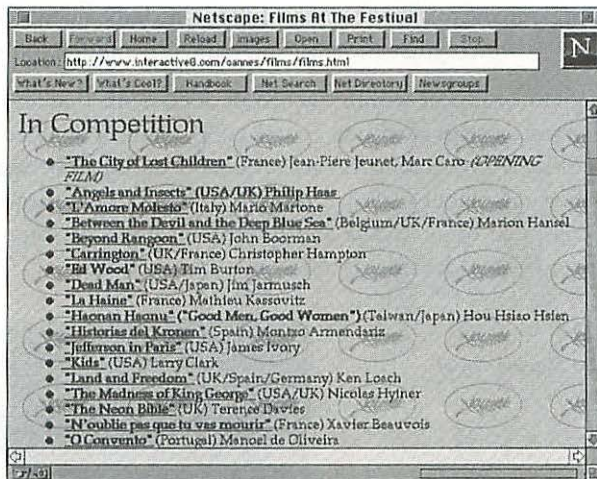 Netscape: Films At The Festival
Back Forward Home Reload Images Open Print Find Stop
N
Location: http://www.interactive8.com/cannes/films/films.html
What's New? What's Cool? Handbook Net Search Net Directory Newsgroups
In Competition
"The City of Lost Children" (France) Jean-Piere Jeunet, Marc Caro (OPENING
FILM)
"Angels and Insects" (USA/UK) Philip Haas
"L'Amore Molesto" (Italy) Mario Martone
"Between the Devil and the Deep Blue Sea" (Belgium/UK/France) Marion Hansel
"Beyond Rangoon" (USA) John Boorman
"Carrington" (UK/France) Christopher Hampton
"Ed Wood" (USA) Tim Burton
"Dead Man" (USA/Japan) Jim Jarmusch
"La Haine" (France) Mathieu Kassovitz
"Haonan Haonu" ("Good Men, Good Women") (Taiwan/Japan) Hou Hsiao Hsien
"Historias del Kronen" (Spain) Montxo Armendariz
"Jefferson in Paris" (USA) James Ivory
"Kids" (USA) Larry Clark
"Land and Freedom" (UK/Spain/Germany) Ken Loach
"The Madness of King George" (USA/UK) Nicolas Hytner
"The Neon Bible" (UK) Terence Davies
"N'oublie pas que tu vas mourir" (France) Xavier Beauvois
"O Convento" (Portugal) Manoel de Oliveira